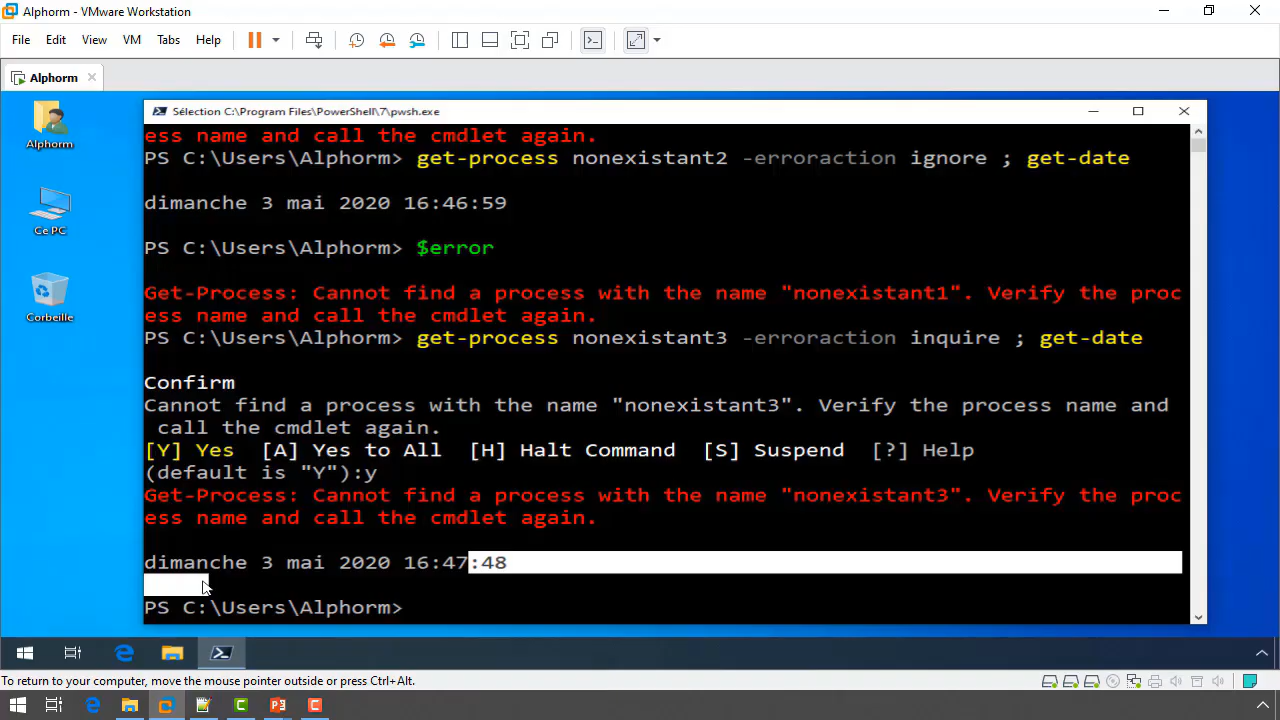 Alphorm - VMware Workstation
File Edit View VM Tabs Help
Alphorm
Alphorm
Ce PC
Corbeille
Sélection C:\Program Files\PowerShell\7\pwsh.exe
ess name and call the cmdlet again.
PS C:\Users\Alphorm> get-process nonexistant2 -erroraction ignore ; get-date
dimanche 3 mai 2020 16:46:59
PS C:\Users\Alphorm> $error
Get-Process: Cannot find a process with the name "nonexistant1". Verify the proc
ess name and call the cmdlet again.
PS C:\Users\Alphorm> get-process nonexistant3 -erroraction inquire ; get-date
Confirm
Cannot find a process with the name "nonexistant3". Verify the process name and
call the cmdlet again.
[Y] Yes [A] Yes to All [H] Halt Command [S] Suspend [?] Help
(default is "Y"):y
Get-Process: Cannot find a process with the name "nonexistant3". Verify the proc
ess name and call the cmdlet again.
dimanche 3 mai 2020 16:47:48
PS C:\Users\Alphorm>
To return to your computer, move the mouse pointer outside or press Ctrl+Alt.